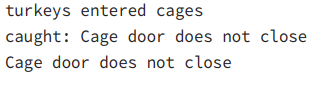 turkeys entered cages
caught: Cage door does not close
Cage door does not close